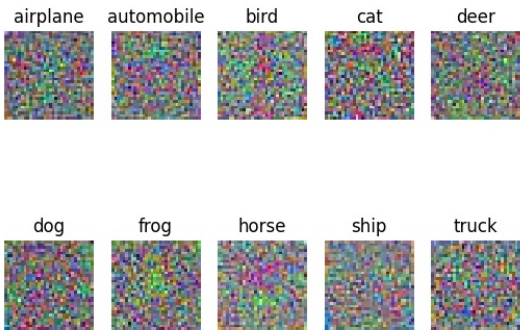 airplane automobile bird cat deer
dog frog horse ship truck